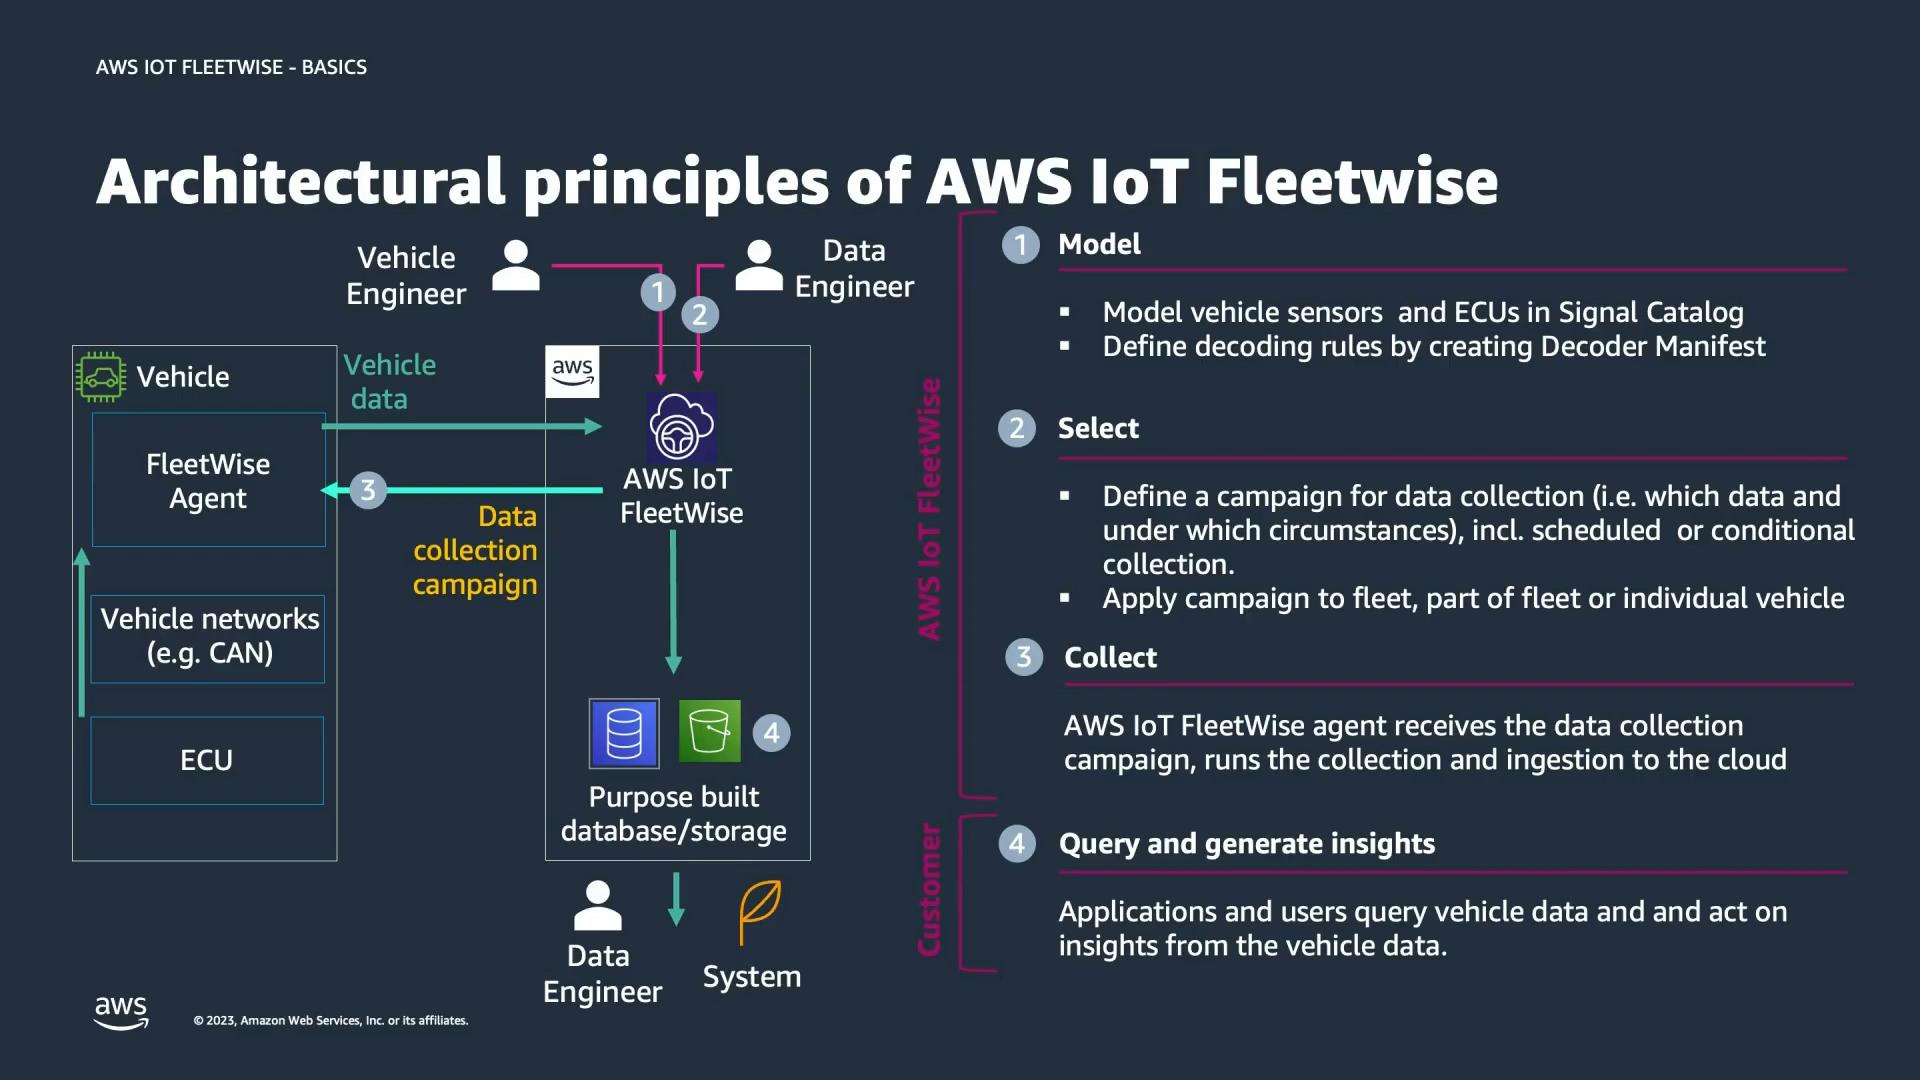 AWS IOT FLEETWISE - BASICS
Architectural principles of AWS IoT Fleetwise
Vehicle
Engineer
Data
Engineer
1
2
Vehicle
Vehicle
data
aws
FleetWise
Agent
3
AWS IoT
FleetWise
Data
collection
campaign
Vehicle networks
(e.g. CAN)
ECU
4
Purpose built
database/storage
Data
Engineer
System
AWS IoT FleetWise
1 Model
▪ Model vehicle sensors  and ECUs in Signal Catalog
▪ Define decoding rules by creating Decoder Manifest
2 Select
▪ Define a campaign for data collection (i.e. which data and
under which circumstances), incl. scheduled  or conditional
collection.
▪ Apply campaign to fleet, part of fleet or individual vehicle
3 Collect
AWS IoT FleetWise agent receives the data collection
campaign, runs the collection and ingestion to the cloud
Customer
4 Query and generate insights
Applications and users query vehicle data and and act on
insights from the vehicle data.
aws
© 2023, Amazon Web Services, Inc. or its affiliates.